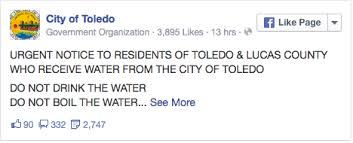 City of Toledo
Like Page
Government Organization · 3,895 Likes · 13 hrs ·
URGENT NOTICE TO RESIDENTS OF TOLEDO & LUCAS COUNTY
WHO RECEIVE WATER FROM THE CITY OF TOLEDO
DO NOT DRINK THE WATER
DO NOT BOIL THE WATER... See More
90 332 2,747